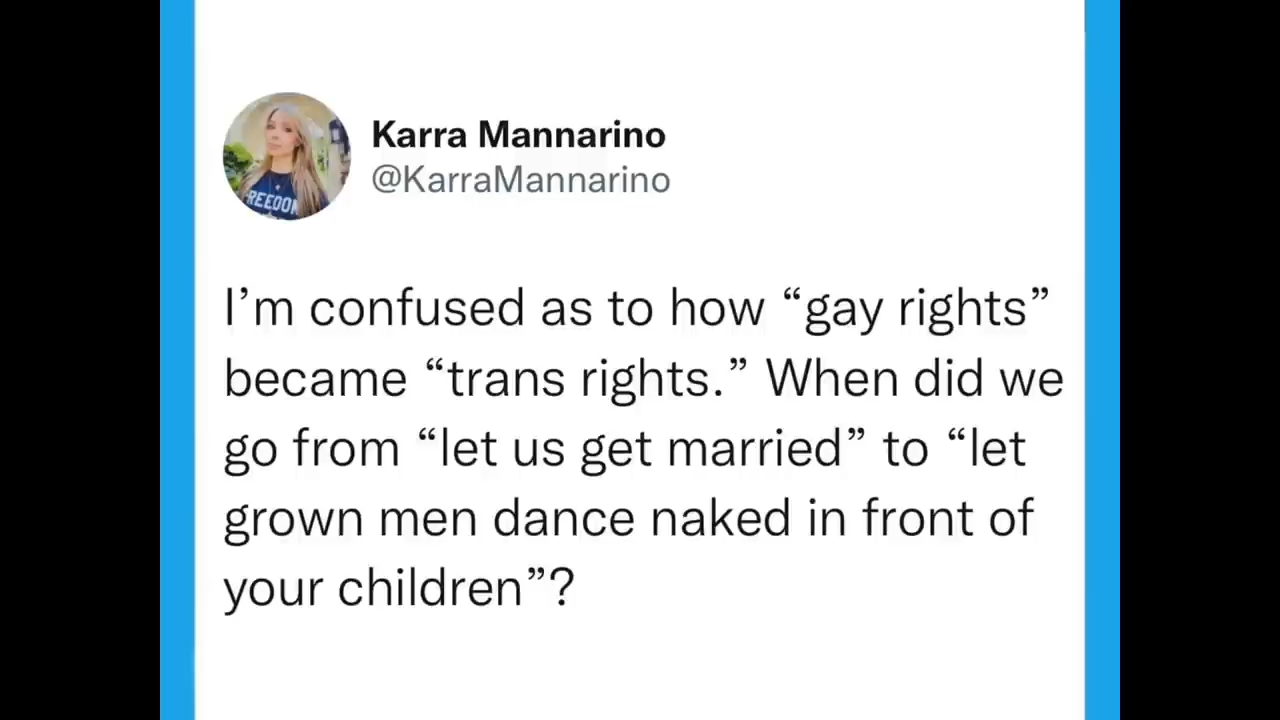 Karra Mannarino
@KarraMannarino
I’m confused as to how “gay rights”
became “trans rights.” When did we
go from “let us get married” to “let
grown men dance naked in front of
your children”?